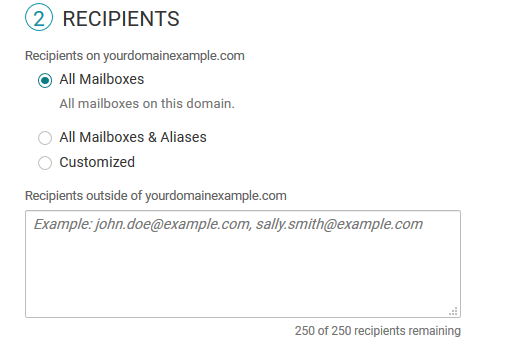 2 RECIPIENTS
Recipients on yourdomainexample.com
All Mailboxes
All mailboxes on this domain.
All Mailboxes & Aliases
Customized
Recipients outside of yourdomainexample.com
Example: john.doe@example.com, sally.smith@example.com
250 of 250 recipients remaining